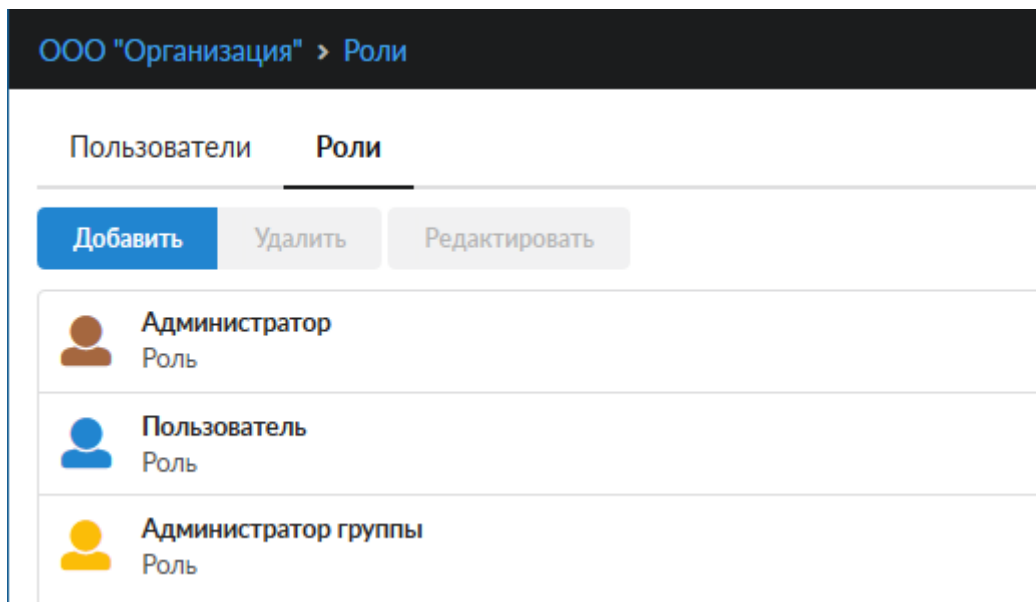 ООО "Организация" > Роли
Пользователи Роли
Добавить Удалить Редактировать
Администратор
Роль
Пользователь
Роль
Администратор группы
Роль